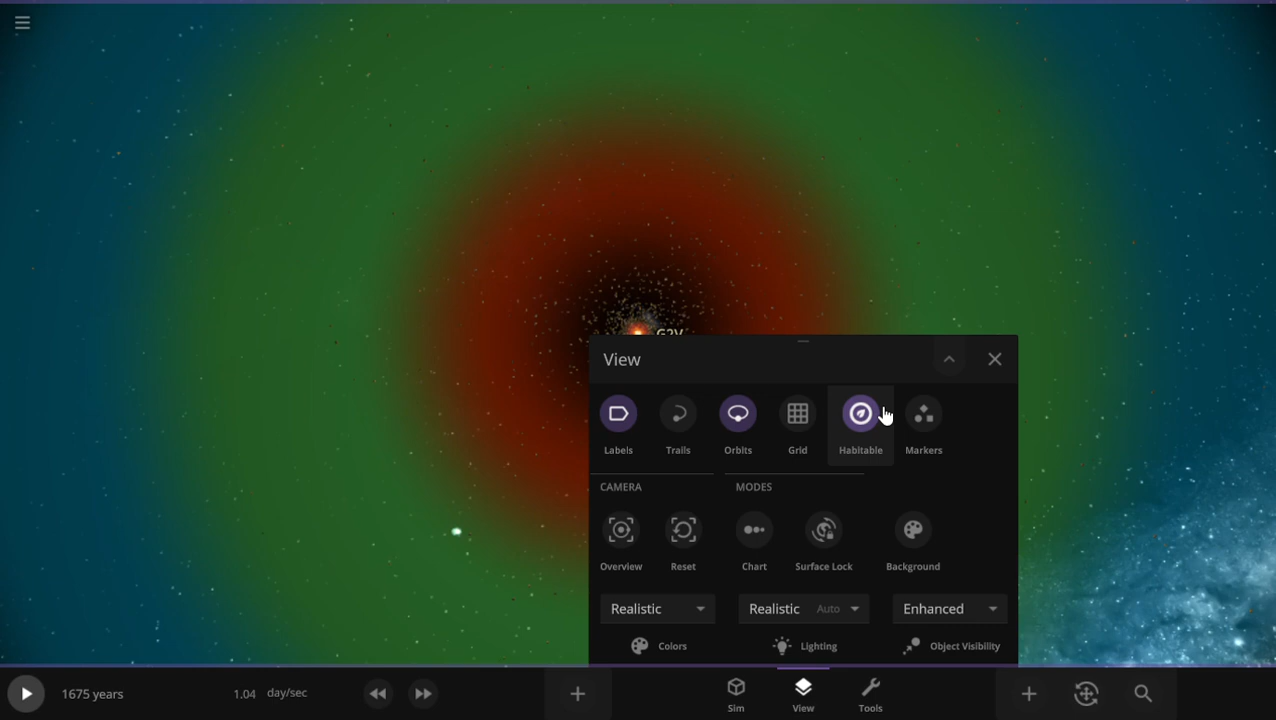 G2V
View
Labels Trails Orbits Grid Habitable Markers
CAMERA MODES
Overview Reset Chart Surface Lock Background
Realistic Realistic Auto Enhanced
Colors Lighting Object Visibility
1675 years 1.04 day/sec Sim View Tools